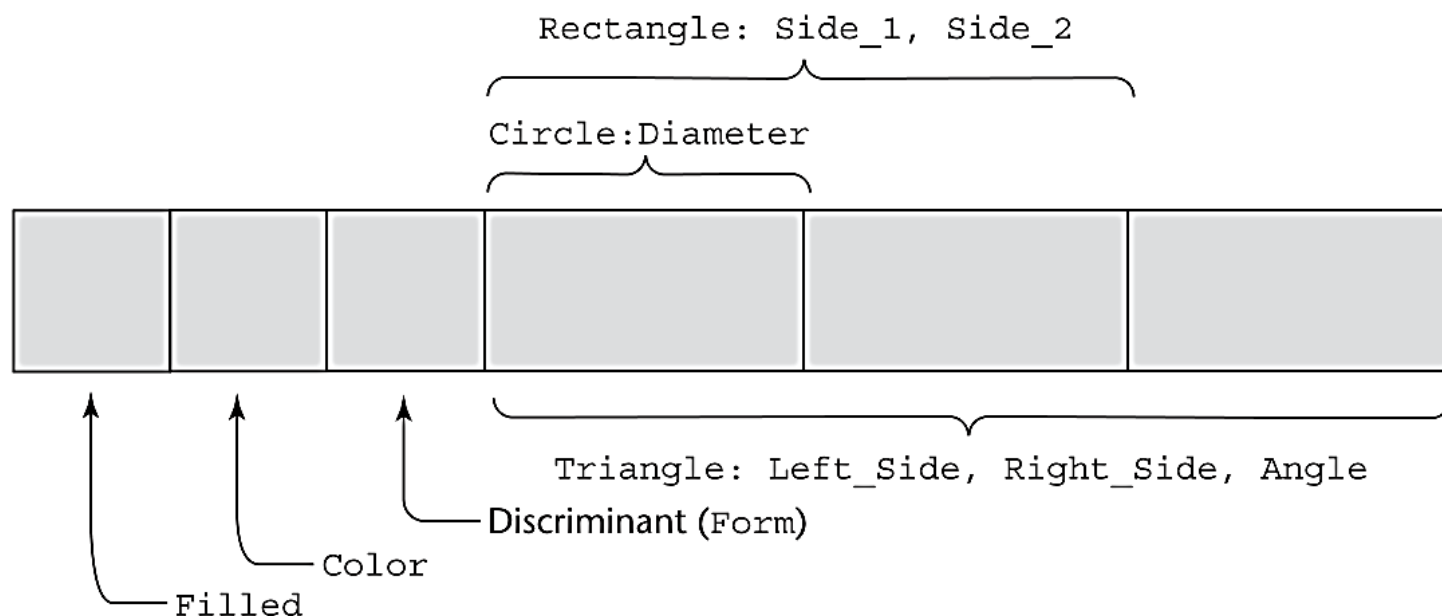 Rectangle: Side_1, Side_2
Circle:Diameter
Triangle: Left_Side, Right_Side, Angle
Discriminant (Form)
Color
Filled